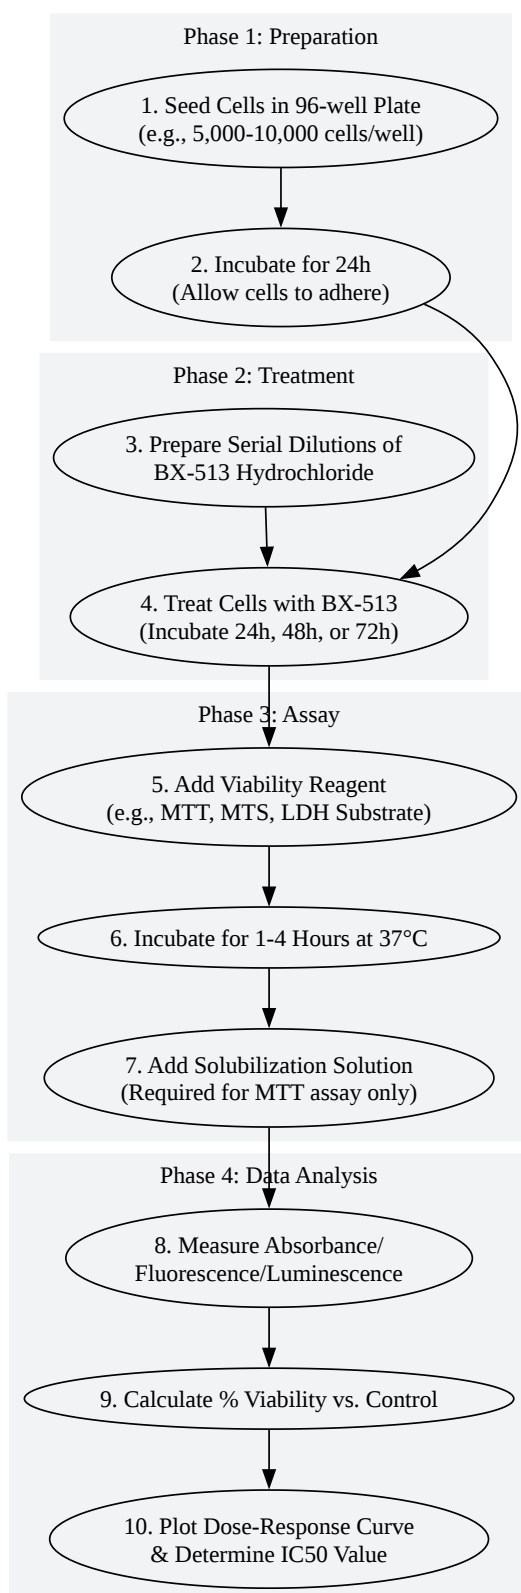 Phase 1: Preparation
1. Seed Cells in 96-well Plate
(e.g., 5,000-10,000 cells/well)
2. Incubate for 24h
(Allow cells to adhere)
Phase 2: Treatment
3. Prepare Serial Dilutions of
BX-513 Hydrochloride
4. Treat Cells with BX-513
(Incubate 24h, 48h, or 72h)
Phase 3: Assay
5. Add Viability Reagent
(e.g., MTT, MTS, LDH Substrate)
6. Incubate for 1-4 Hours at 37°C
7. Add Solubilization Solution
(Required for MTT assay only)
Phase 4: Data Analysis
8. Measure Absorbance/
Fluorescence/Luminescence
9. Calculate % Viability vs. Control
10. Plot Dose-Response Curve
& Determine IC50 Value